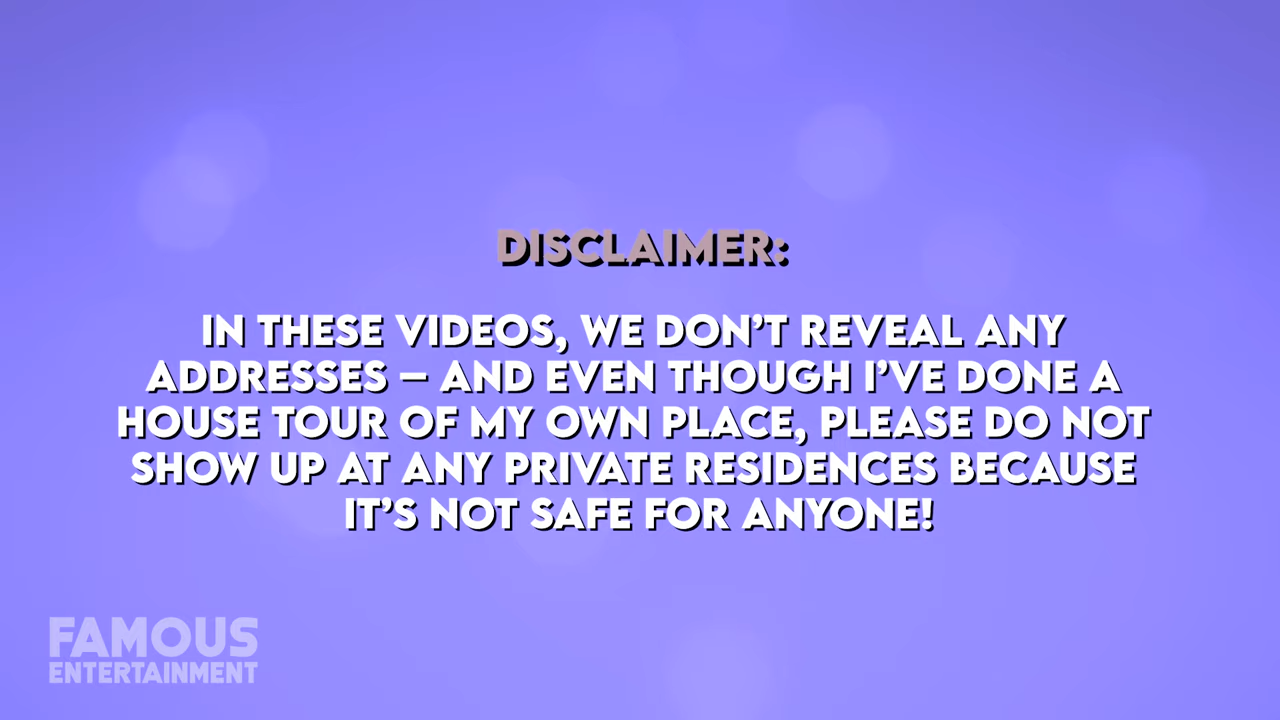 DISCLAIMER:
IN THESE VIDEOS, WE DON'T REVEAL ANY
ADDRESSES – AND EVEN THOUGH I'VE DONE A
HOUSE TOUR OF MY OWN PLACE, PLEASE DO NOT
SHOW UP AT ANY PRIVATE RESIDENCES BECAUSE
IT'S NOT SAFE FOR ANYONE!
FAMOUS
ENTERTAINMENT